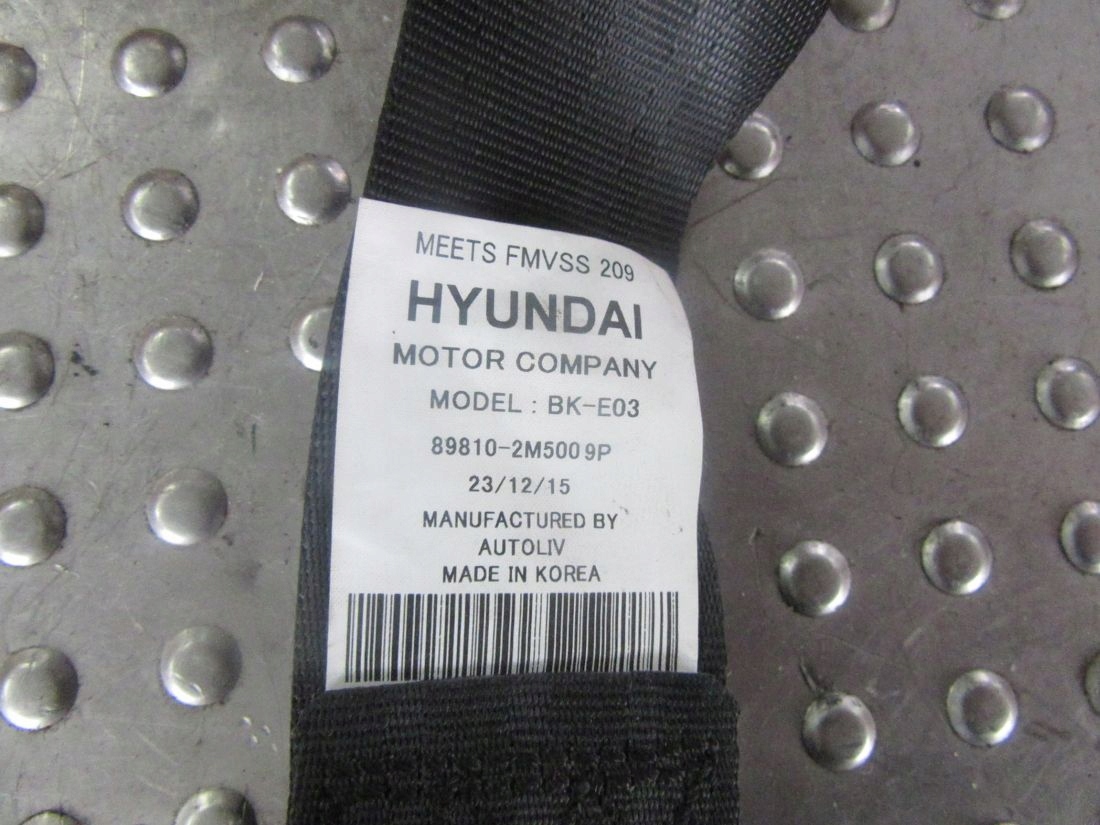 MEETS FMVSS 209
HYUNDAI
MOTOR COMPANY
MODEL : BK-E03
89810-2M500 9P
23/12/15
MANUFACTURED BY
AUTOLIV
MADE IN KOREA